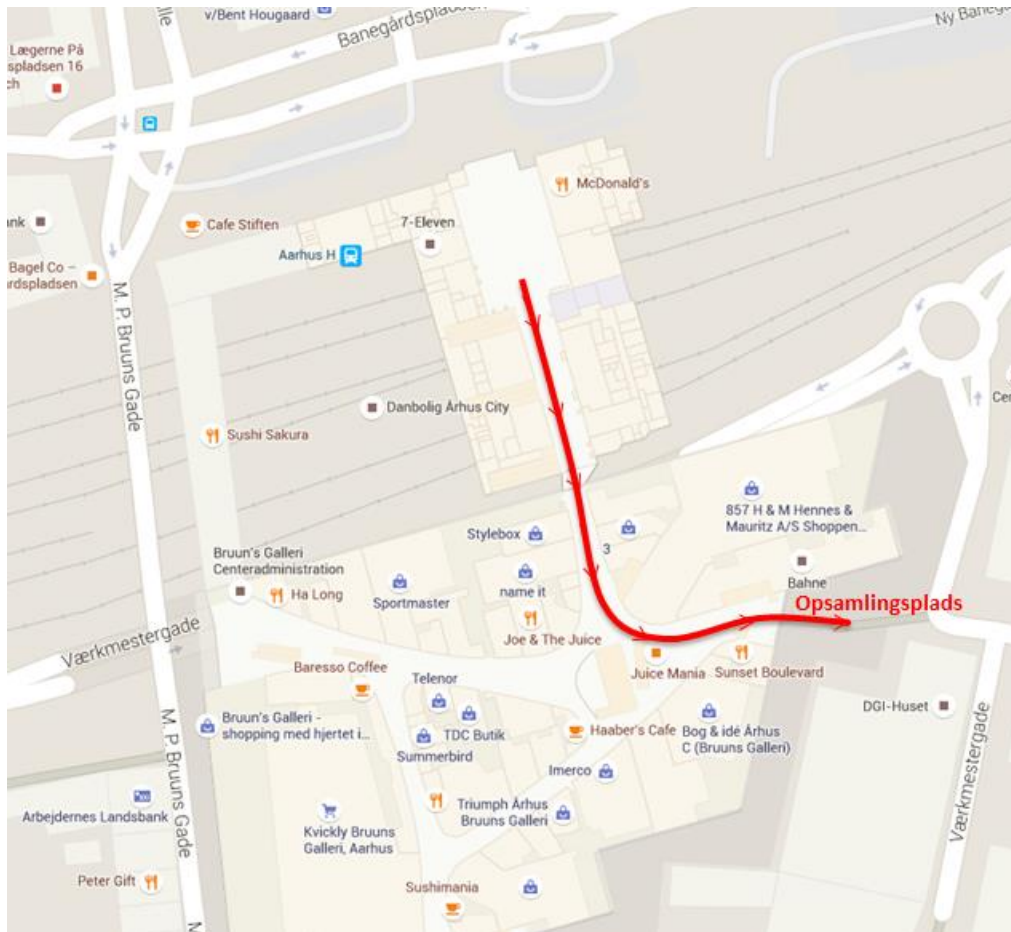 v/Bent Hougaard
Banegårdspladsen
Ny Baneg
lle
Lægerne På
spladsen 16
ch
McDonald's
Cafe Stiften
7-Eleven
nk
Aarhus H
Bagel Co –
rdspladsen
M. P. Bruuns Gade
Danbolig Århus City
Cer
Sushi Sakura
857 H & M Hennes &
Mauritz A/S Shoppen...
Stylebox
3
Bruun's Galleri
Centeradministration
Bahne
name it
Ha Long
Sportmaster
Opsamlingsplads
Joe & The Juice
Værkmestergade
Baresso Coffee
Juice Mania
Sunset Boulevard
Telenor
DGI-Huset
Bruun's Galleri -
shopping med hjertet i...
TDC Butik
Haaber's Cafe
Bog & idé Århus
C (Bruuns Galleri)
Summerbird
M. P. Bruuns Gade
Imerco
Værkmestergade
Arbejdernes Landsbank
Triumph Århus
Bruuns Galleri
Kvickly Bruuns
Galleri, Aarhus
Peter Gift
Sushimania
M